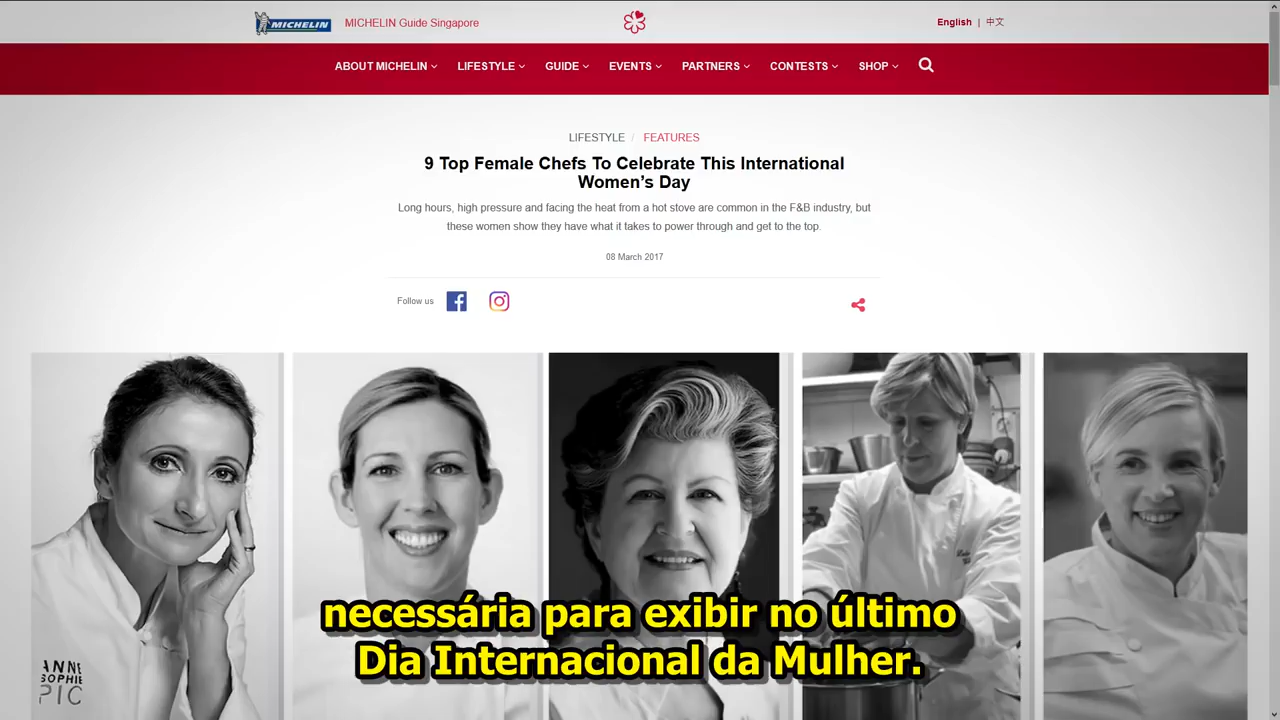 MICHELIN
MICHELIN Guide Singapore
English | 中文
ABOUT MICHELIN
LIFESTYLE
GUIDE
EVENTS
PARTNERS
CONTESTS
SHOP
LIFESTYLE / FEATURES
9 Top Female Chefs To Celebrate This International
Women's Day
Long hours, high pressure and facing the heat from a hot stove are common in the F&B industry, but
these women show they have what it takes to power through and get to the top.
08 March 2017
Follow us
ANNE
SOPHIE
PIC
necessária para exibir no último
Dia Internacional da Mulher.